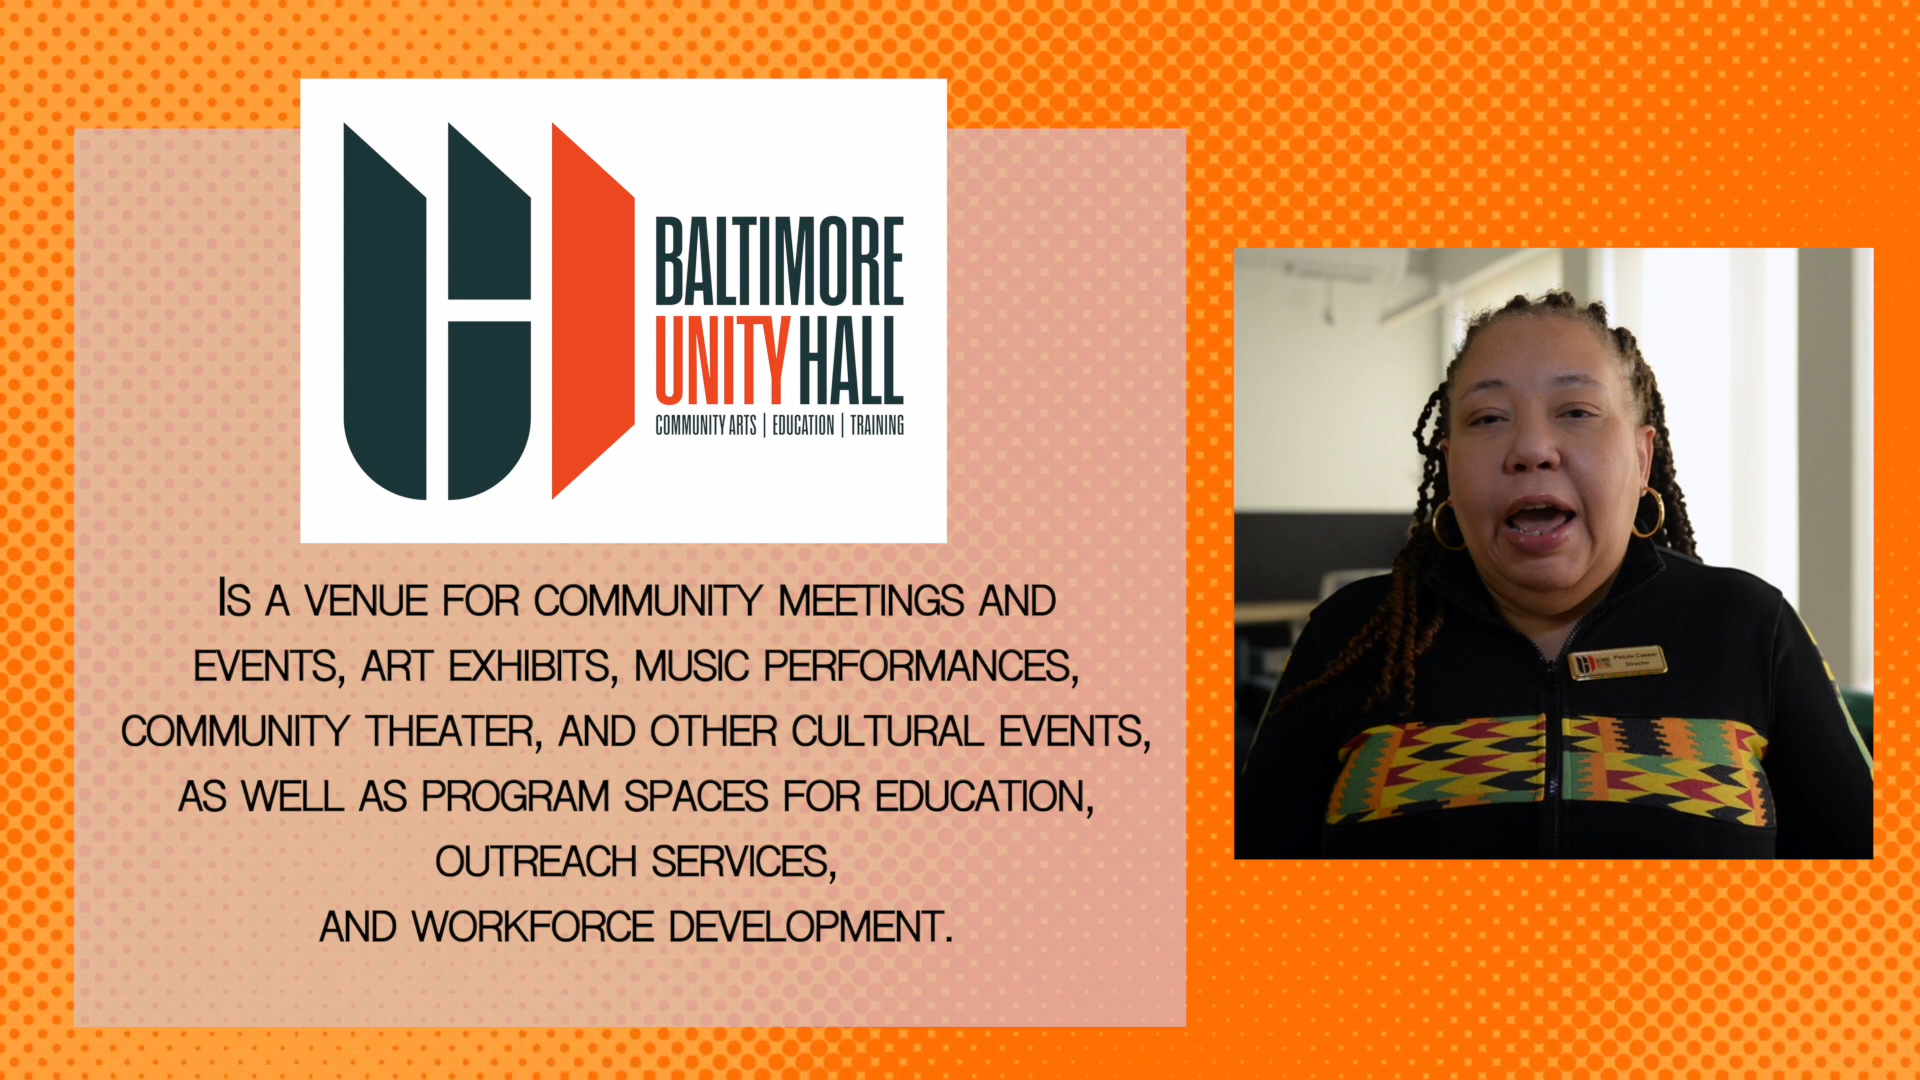 BALTIMORE
UNITY HALL
COMMUNITY ARTS | EDUCATION | TRAINING
IS A VENUE FOR COMMUNITY MEETINGS AND
EVENTS, ART EXHIBITS, MUSIC PERFORMANCES,
COMMUNITY THEATER, AND OTHER CULTURAL EVENTS,
AS WELL AS PROGRAM SPACES FOR EDUCATION,
OUTREACH SERVICES,
AND WORKFORCE DEVELOPMENT.
Director